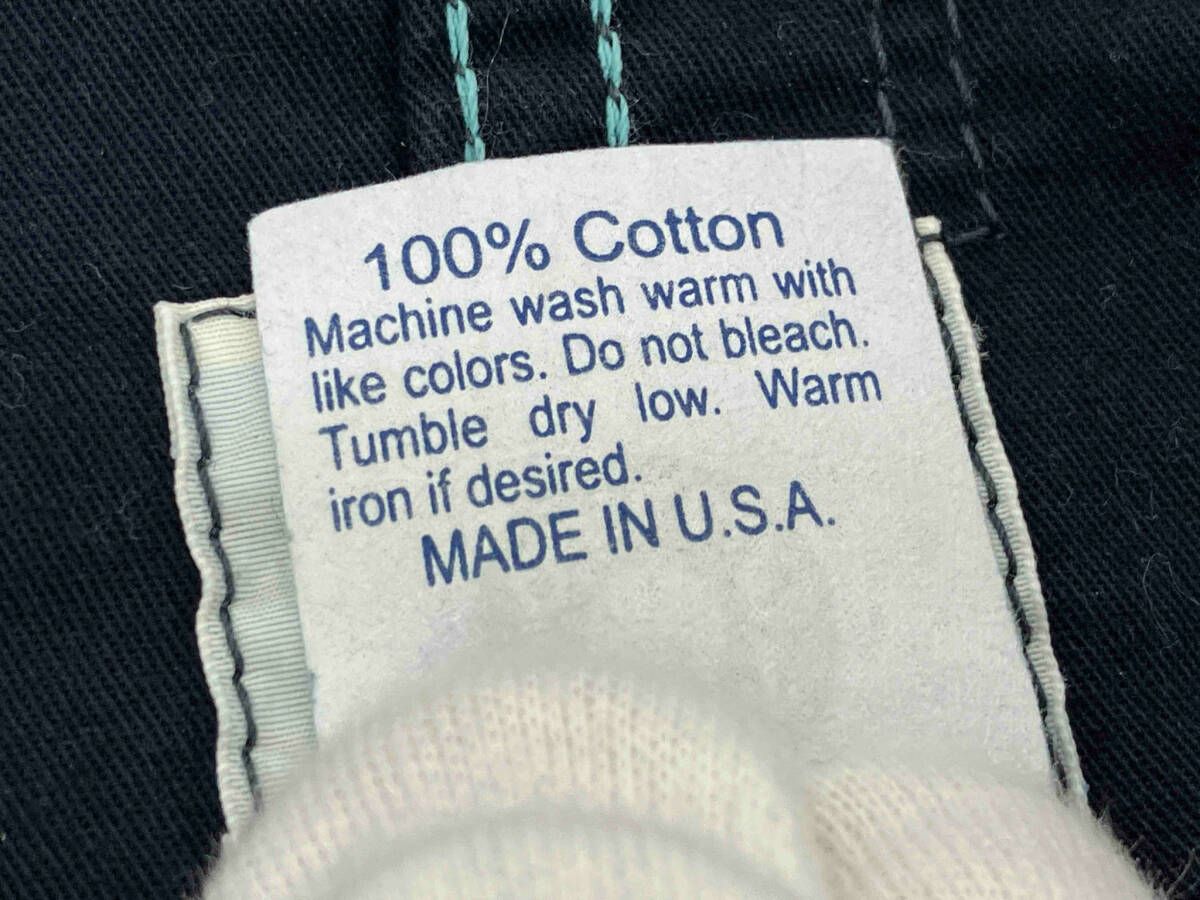 100% Cotton
Machine wash warm with
like colors. Do not bleach.
Tumble dry low. Warm
iron if desired.
MADE IN U.S.A.